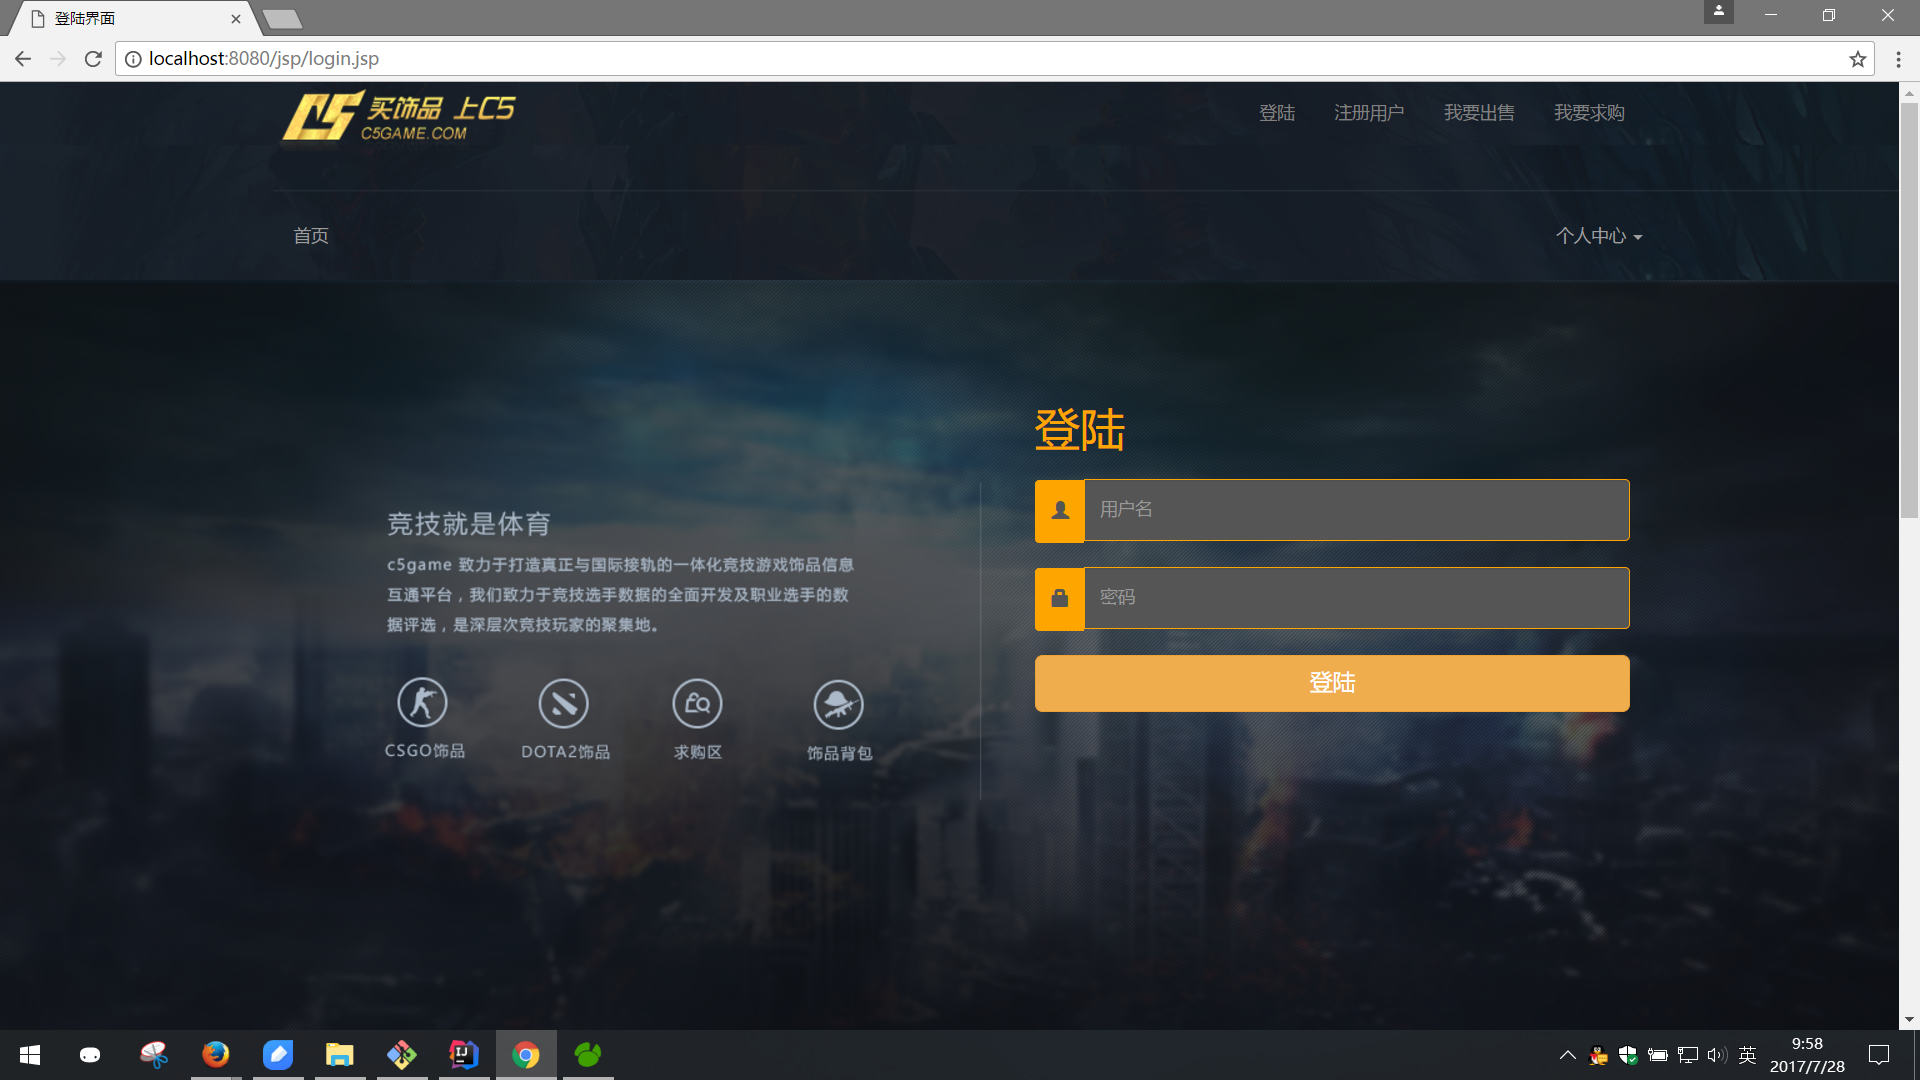 登陆界面
localhost:8080/jsp/login.jsp
买饰品 上C5
C5GAME.COM
登陆 注册用户 我要出售 我要求购
首页 个人中心
登陆
用户名
密码
登陆
竞技就是体育
c5game 致力于打造真正与国际接轨的一体化竞技游戏饰品信息
互通平台，我们致力于竞技选手数据的全面开发及职业选手的数
据评选，是深层次竞技玩家的聚集地。
CSGO饰品 DOTA2饰品 求购区 饰品背包
英
9:58
2017/7/28